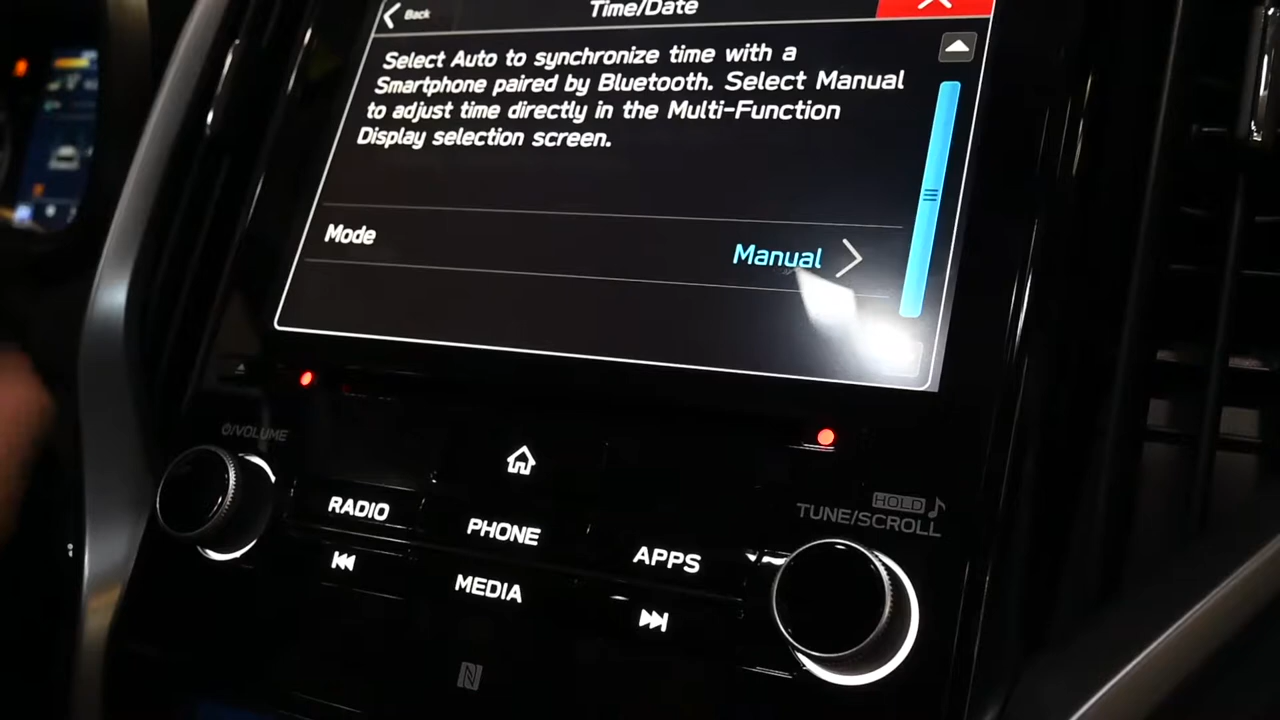 Back
Time/Date
Select Auto to synchronize time with a
Smartphone paired by Bluetooth. Select Manual
to adjust time directly in the Multi-Function
Display selection screen.
Mode
Manual
/VOLUME
RADIO
PHONE
APPS
MEDIA
HOLD
TUNE/SCROLL
N